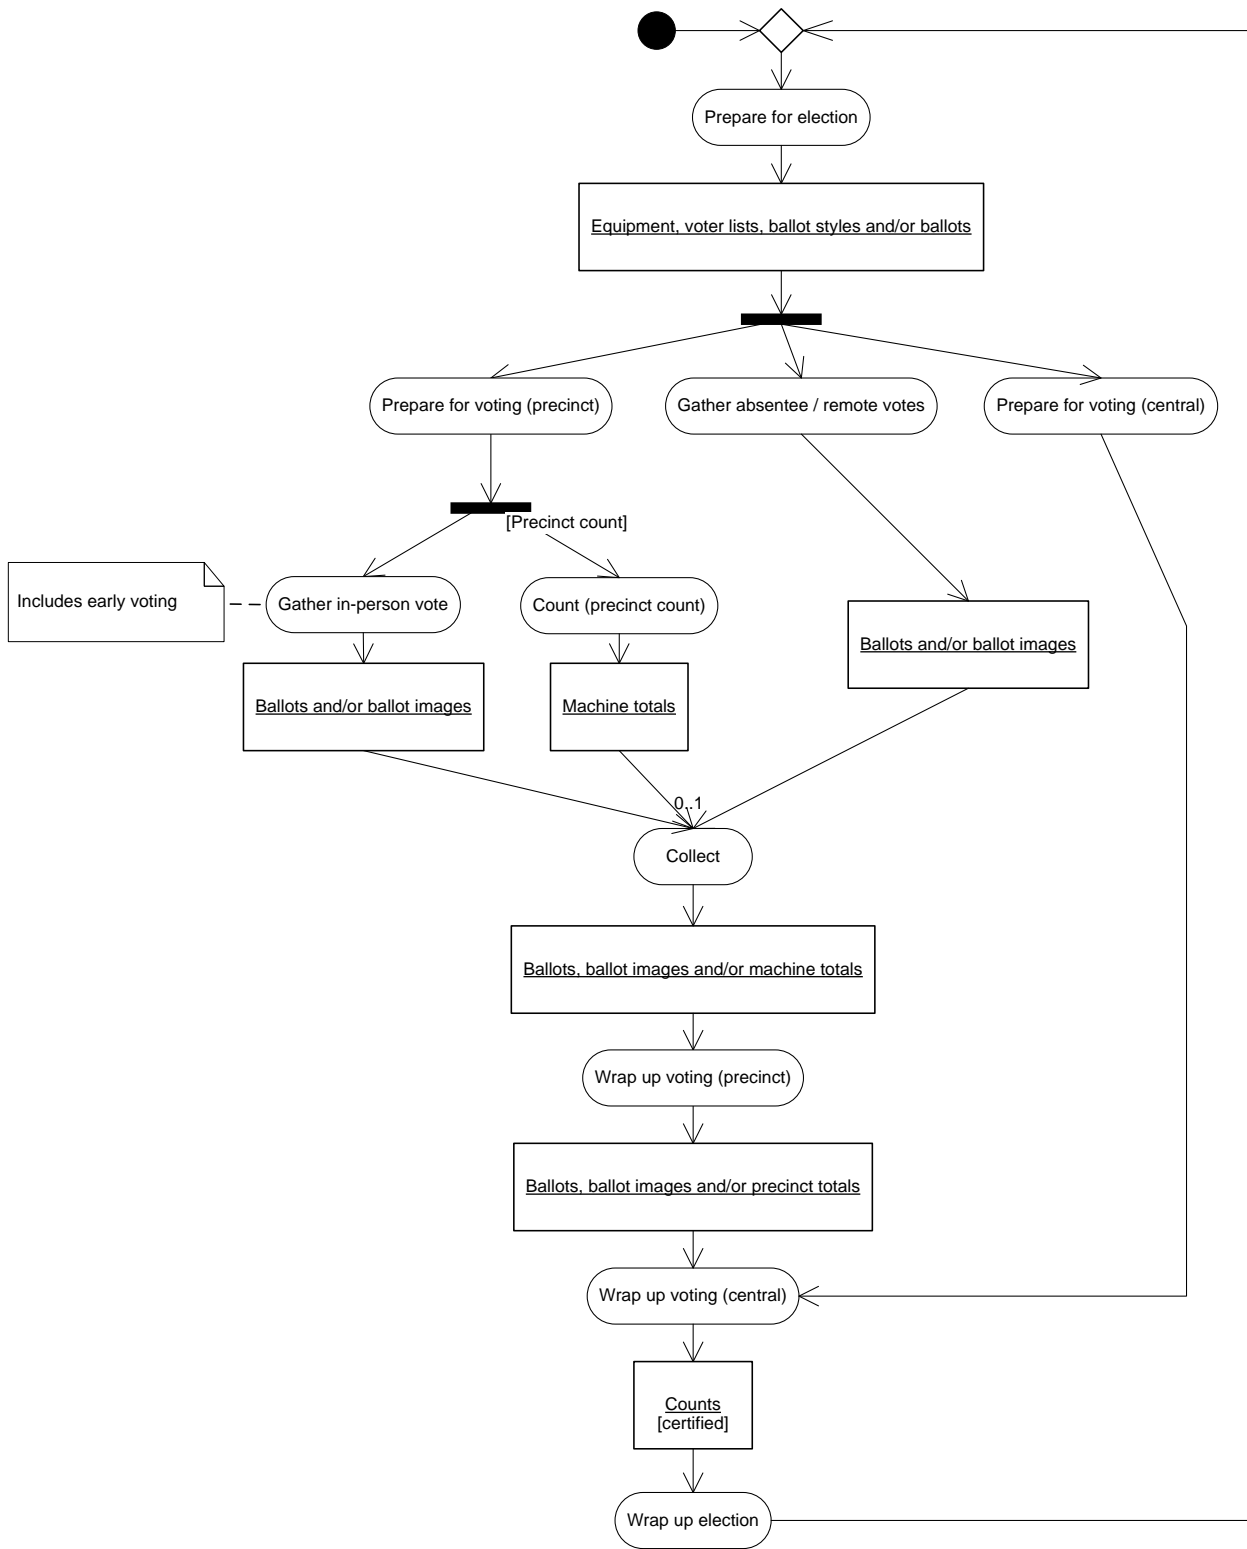 Prepare for election
Equipment, voter lists, ballot styles and/or ballots
Prepare for voting (precinct)
Gather absentee / remote votes
Prepare for voting (central)
[Precinct count]
Includes early voting
Gather in-person vote
Count (precinct count)
Ballots and/or ballot images
Ballots and/or ballot images
Machine totals
0..1
Collect
Ballots, ballot images and/or machine totals
Wrap up voting (precinct)
Ballots, ballot images and/or precinct totals
Wrap up voting (central)
Counts
[certified]
Wrap up election